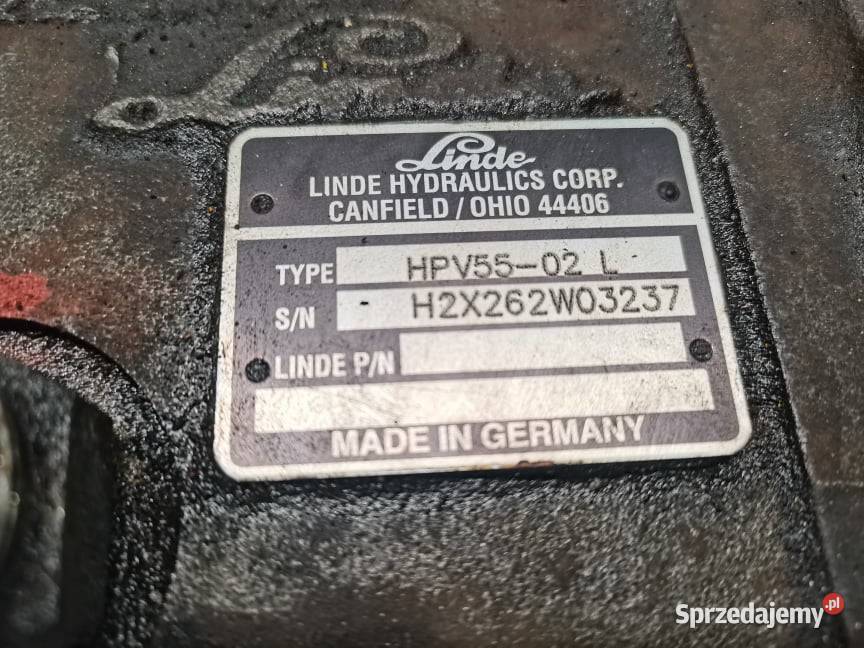 Linde
LINDE HYDRAULICS CORP.
CANFIELD / OHIO 44406
TYPE HPV55-02 L
S/N H2X262W03237
LINDE P/N
MADE IN GERMANY
Sprzedajemy.pl